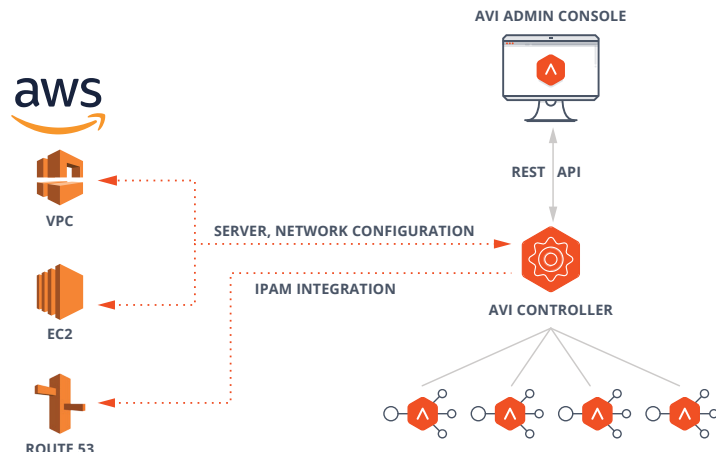 AVI ADMIN CONSOLE
aws
REST API
VPC
SERVER, NETWORK CONFIGURATION
IPAM INTEGRATION
AVI CONTROLLER
EC2
ROUTE 53